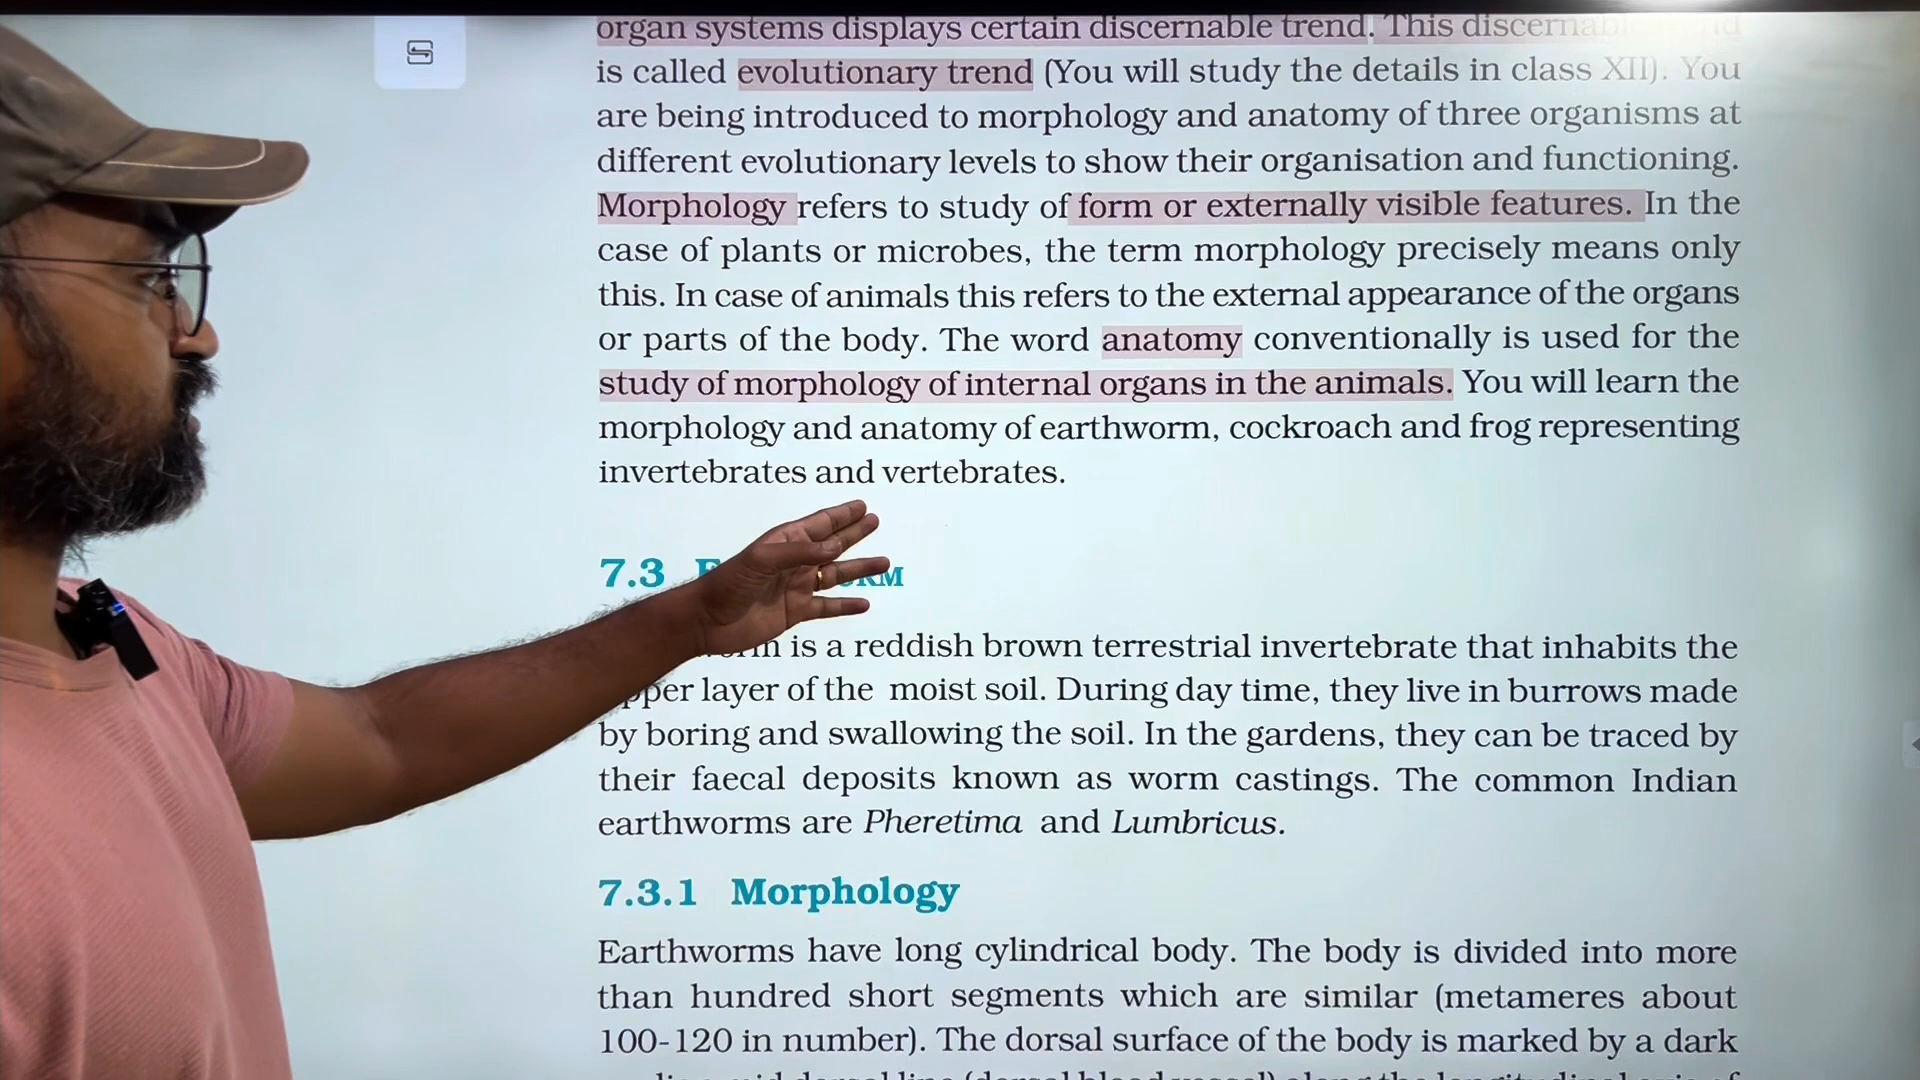 organ systems displays certain discernable trend. This
is called evolutionary trend (You will study the details in class XII). You
are being introduced to morphology and anatomy of three organisms at
different evolutionary levels to show their organisation and functioning.
Morphology refers to study of form or externally visible features. In the
case of plants or microbes, the term morphology precisely means only
this. In case of animals this refers to the external appearance of the organs
or parts of the body. The word anatomy conventionally is used for the
study of morphology of internal organs in the animals. You will learn the
morphology and anatomy of earthworm, cockroach and frog representing
invertebrates and vertebrates.
7.3
is a reddish brown terrestrial invertebrate that inhabits the
layer of the moist soil. During day time, they live in burrows made
by boring and swallowing the soil. In the gardens, they can be traced by
their faecal deposits known as worm castings. The common Indian
earthworms are Pheretima and Lumbricus.
7.3.1 Morphology
Earthworms have long cylindrical body. The body is divided into more
than hundred short segments which are similar (metameres about
100-120 in number). The dorsal surface of the body is marked by a dark